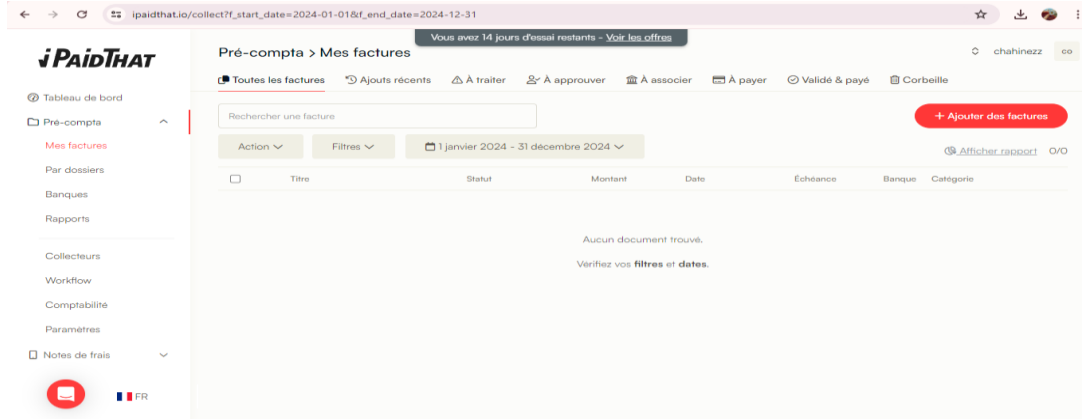 ipaidthat.io/collect?f_start_date=2024-01-01&f_end_date=2024-12-31
Vous avez 14 jours d'essai restants - Voir les offres
iPaidThat
Pré-compta > Mes factures
chahinezz co
Toutes les factures Ajouts récents À traiter À approuver À associer À payer Validé & payé Corbeille
Tableau de bord
Pré-compta
Mes factures
Par dossiers
Banques
Rapports
Collecteurs
Workflow
Comptabilité
Paramètres
Notes de frais
FR
Rechercher une facture
+ Ajouter des factures
Action Filtres 1 janvier 2024 - 31 décembre 2024
Afficher rapport 0/0
Titre Statut Montant Date Échéance Banque Catégorie
Aucun document trouvé.
Vérifiez vos filtres et dates.